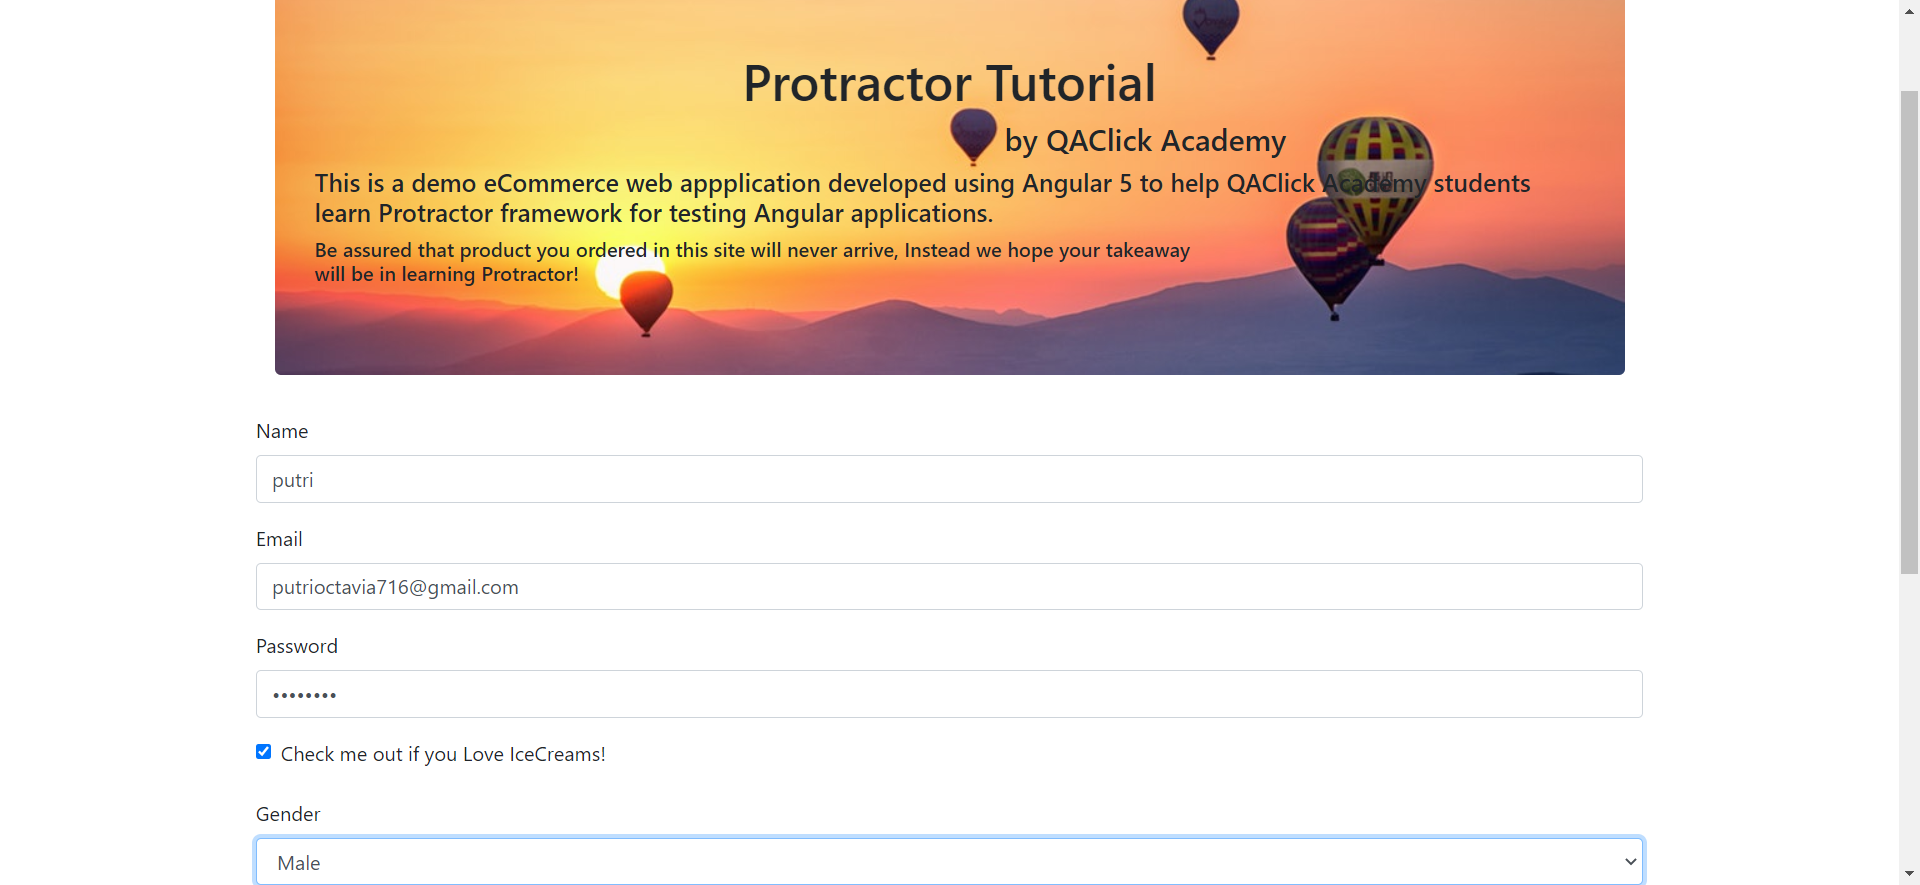 Protractor Tutorial
by QAClick Academy
This is a demo eCommerce web appplication developed using Angular 5 to help QAClick Academy students
learn Protractor framework for testing Angular applications.
Be assured that product you ordered in this site will never arrive, Instead we hope your takeaway
will be in learning Protractor!
Name
putri
Email
putrioctavia716@gmail.com
Password
••••••••
Check me out if you Love IceCreams!
Gender
Male